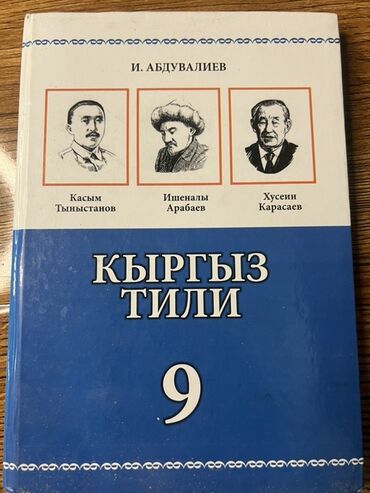 И. АБДУВАЛИЕВ
Касым
Тыныстанов
Ишеналы
Арабаев
Хусеин
Карасаев
КЫРГЫЗ
ТИЛИ
9